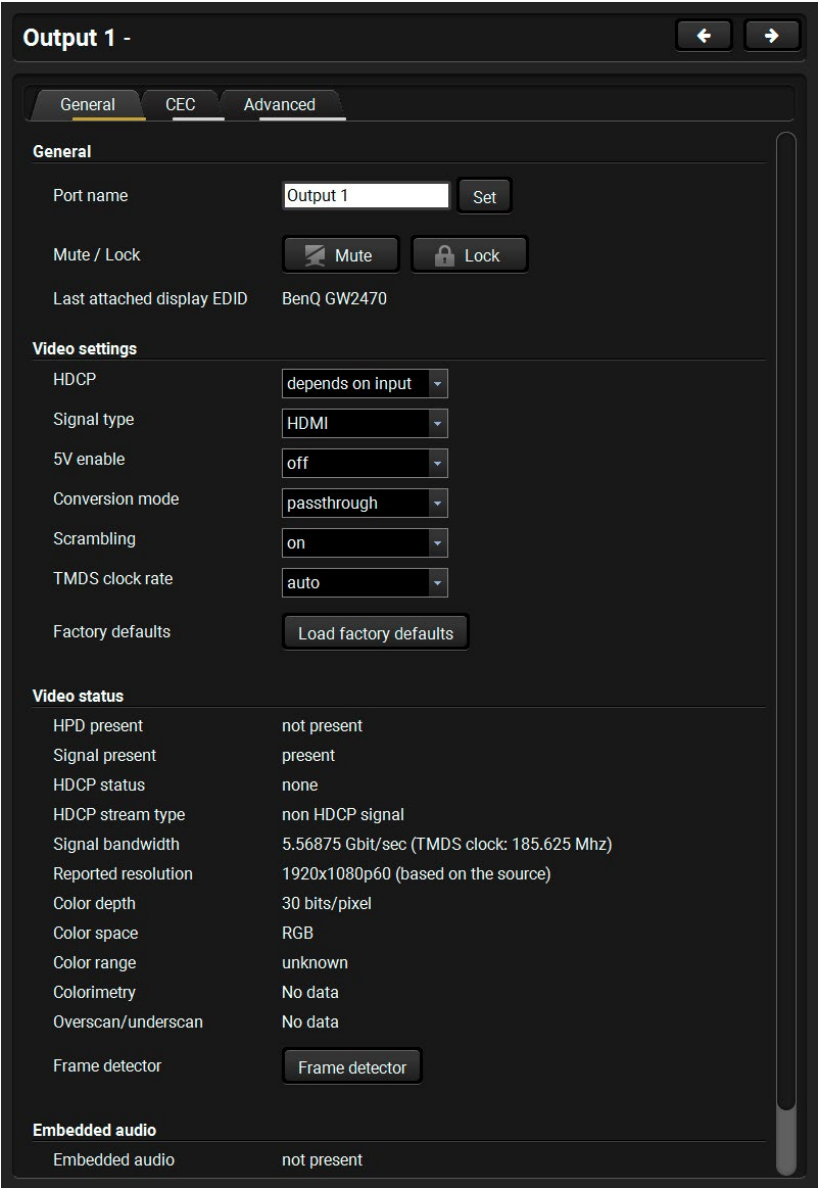 Output 1 -
General CEC Advanced
General
Port name Output 1 Set
Mute / Lock Mute Lock
Last attached display EDID BenQ GW2470
Video settings
HDCP depends on input
Signal type HDMI
5V enable off
Conversion mode passthrough
Scrambling on
TMDS clock rate auto
Factory defaults Load factory defaults
Video status
HPD present not present
Signal present present
HDCP status none
HDCP stream type non HDCP signal
Signal bandwidth 5.56875 Gbit/sec (TMDS clock: 185.625 Mhz)
Reported resolution 1920x1080p60 (based on the source)
Color depth 30 bits/pixel
Color space RGB
Color range unknown
Colorimetry No data
Overscan/underscan No data
Frame detector Frame detector
Embedded audio
Embedded audio not present